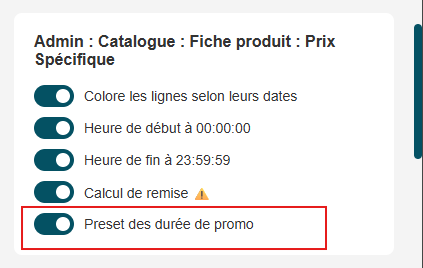 Admin : Catalogue : Fiche produit : Prix
Spécifique
Colore les lignes selon leurs dates
Heure de début à 00:00:00
Heure de fin à 23:59:59
Calcul de remise ⚠️
Preset des durée de promo